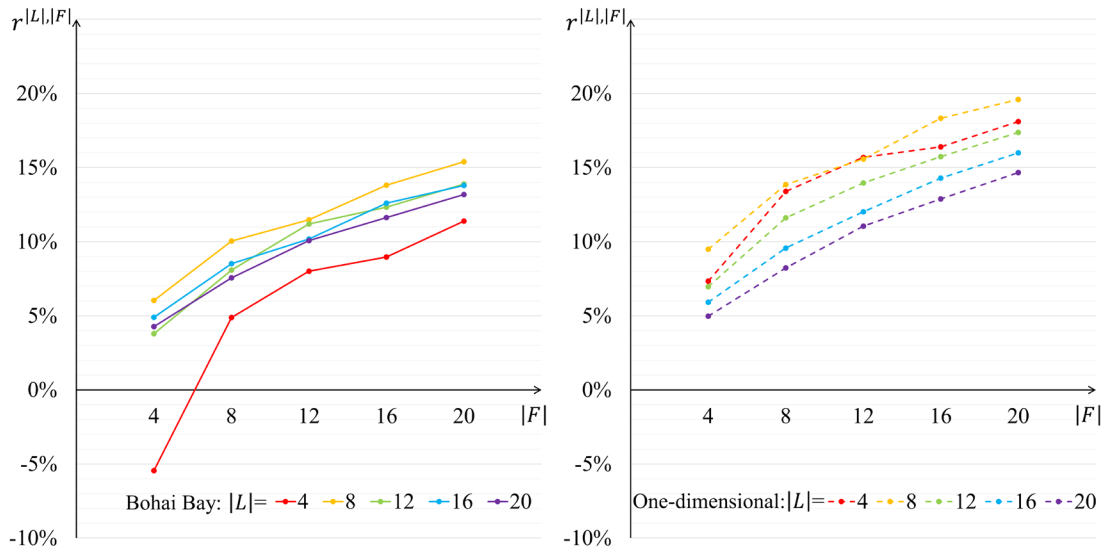 r^{|L|,|F|}
20%
15%
10%
5%
0%
-5%
-10%
4 8 12 16 20 |F|
Bohai Bay: |L|= 4 8 12 16 20
r^{|L|,|F|}
20%
15%
10%
5%
0%
-5%
-10%
4 8 12 16 20 |F|
One-dimensional:|L|= 4 8 12 16 20